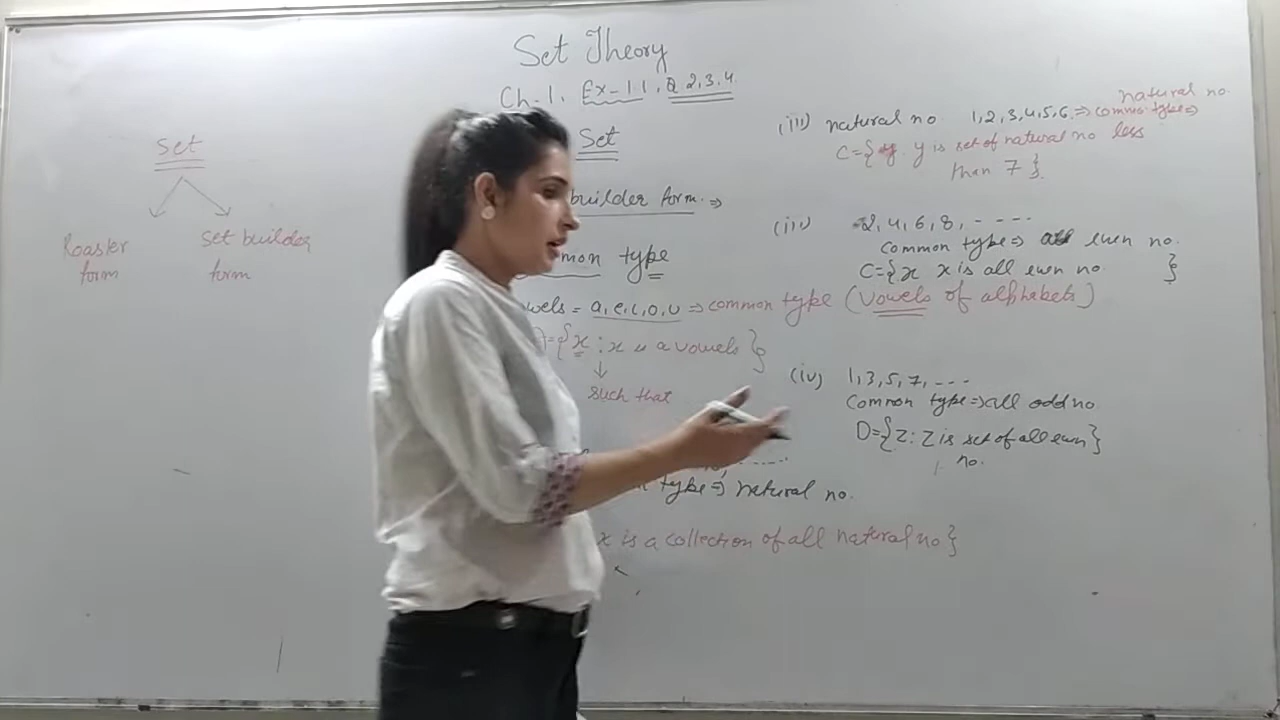 Set Theory
Ch-1, Ex-1.1, Q 2,3,4
Set
Set
Roaster form
set builder form
builder form. ⇒
type
wels = a, e, i, o, u ⇒ common type (vowels of alphabets)
={x : x is a vowels}
↓
such that
type ⇒ natural no.
x is a collection of all natural no}
natural no.
(iii) natural no. 1,2,3,4,5,6 ⇒ common type ⇒
C={y. y is set of natural no less
than 7}.
2, 4, 6, 8, - ----
common type ⇒ all even no.
C={x x is all even no. }
(iv) 1, 3, 5, 7, ---
common type ⇒ all odd no
D={z : z is set of all even}
no.